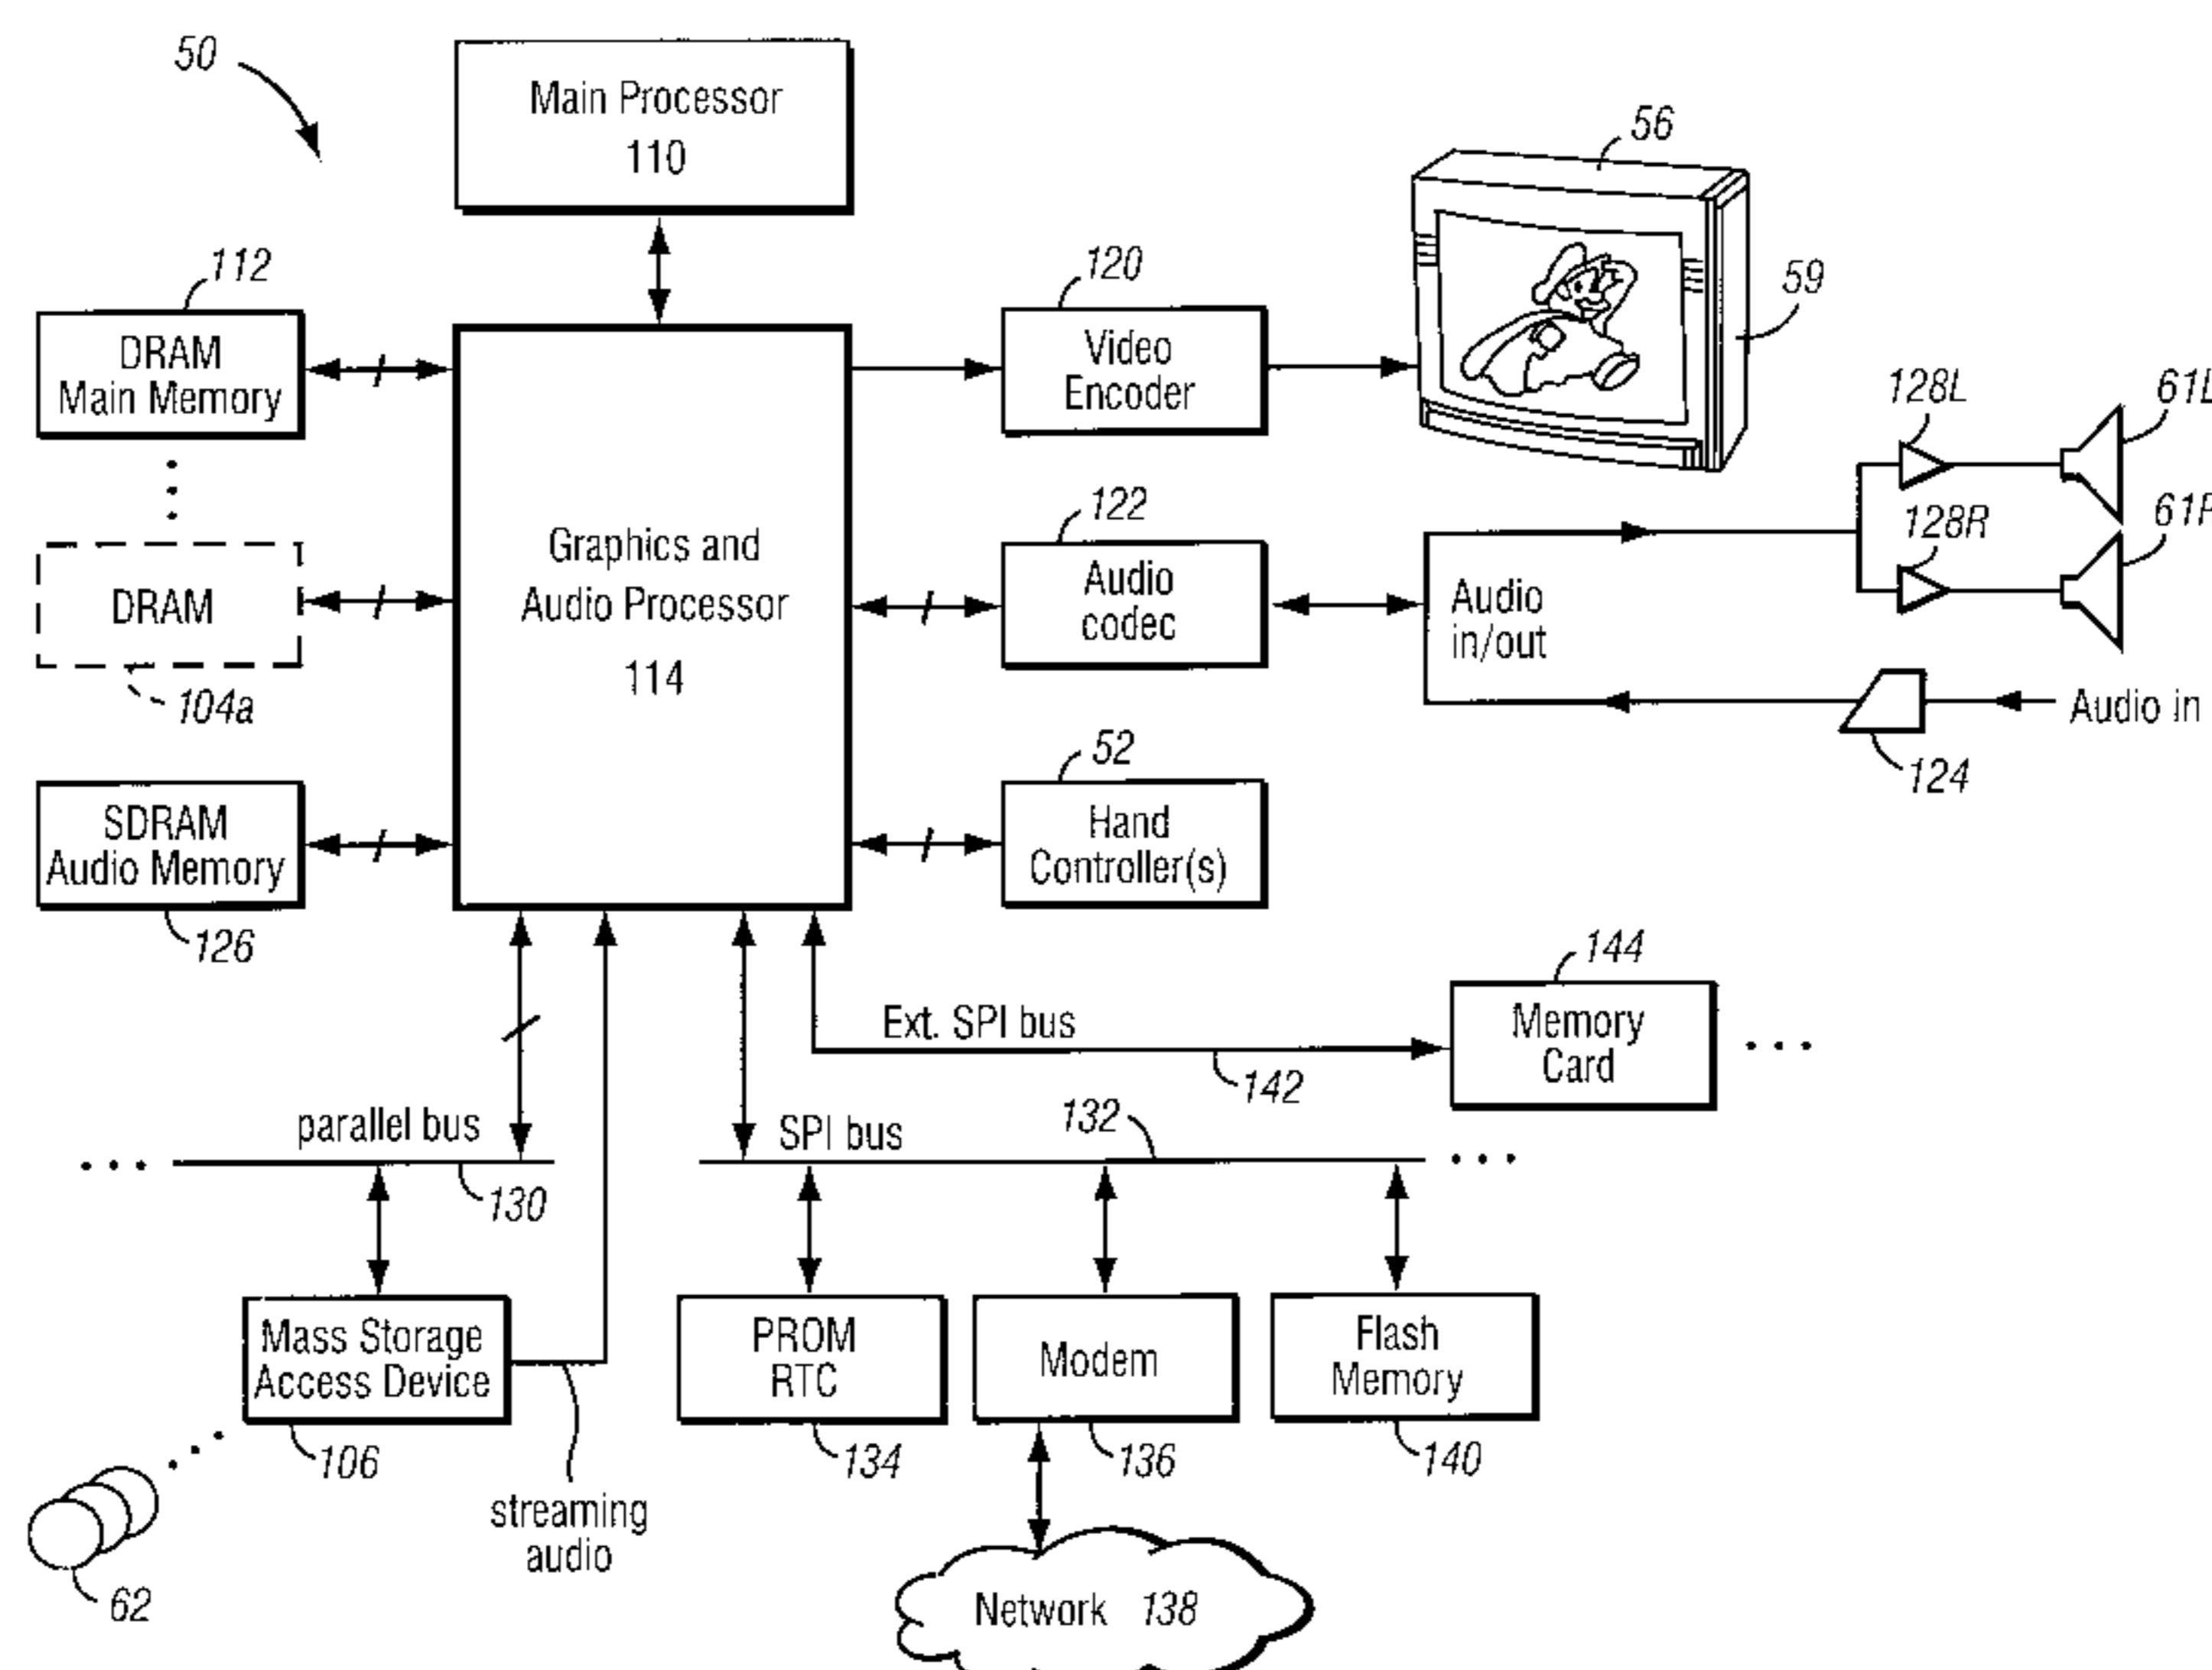 50
Main Processor
110
56
112
120
59
DRAM
Main Memory
Video
Encoder
128L
122
128R
Graphics and
Audio Processor
114
DRAM
104a
Audio
codec
Audio
in/out
Audio in
124
52
SDRAM
Audio Memory
126
Hand
Controller(s)
144
Memory
Card
Ext. SPI bus
142
parallel bus
130
SPI bus
132
Mass Storage
Access Device
106
PROM
RTC
134
Modem
136
Flash
Memory
140
streaming
audio
62
Network 138